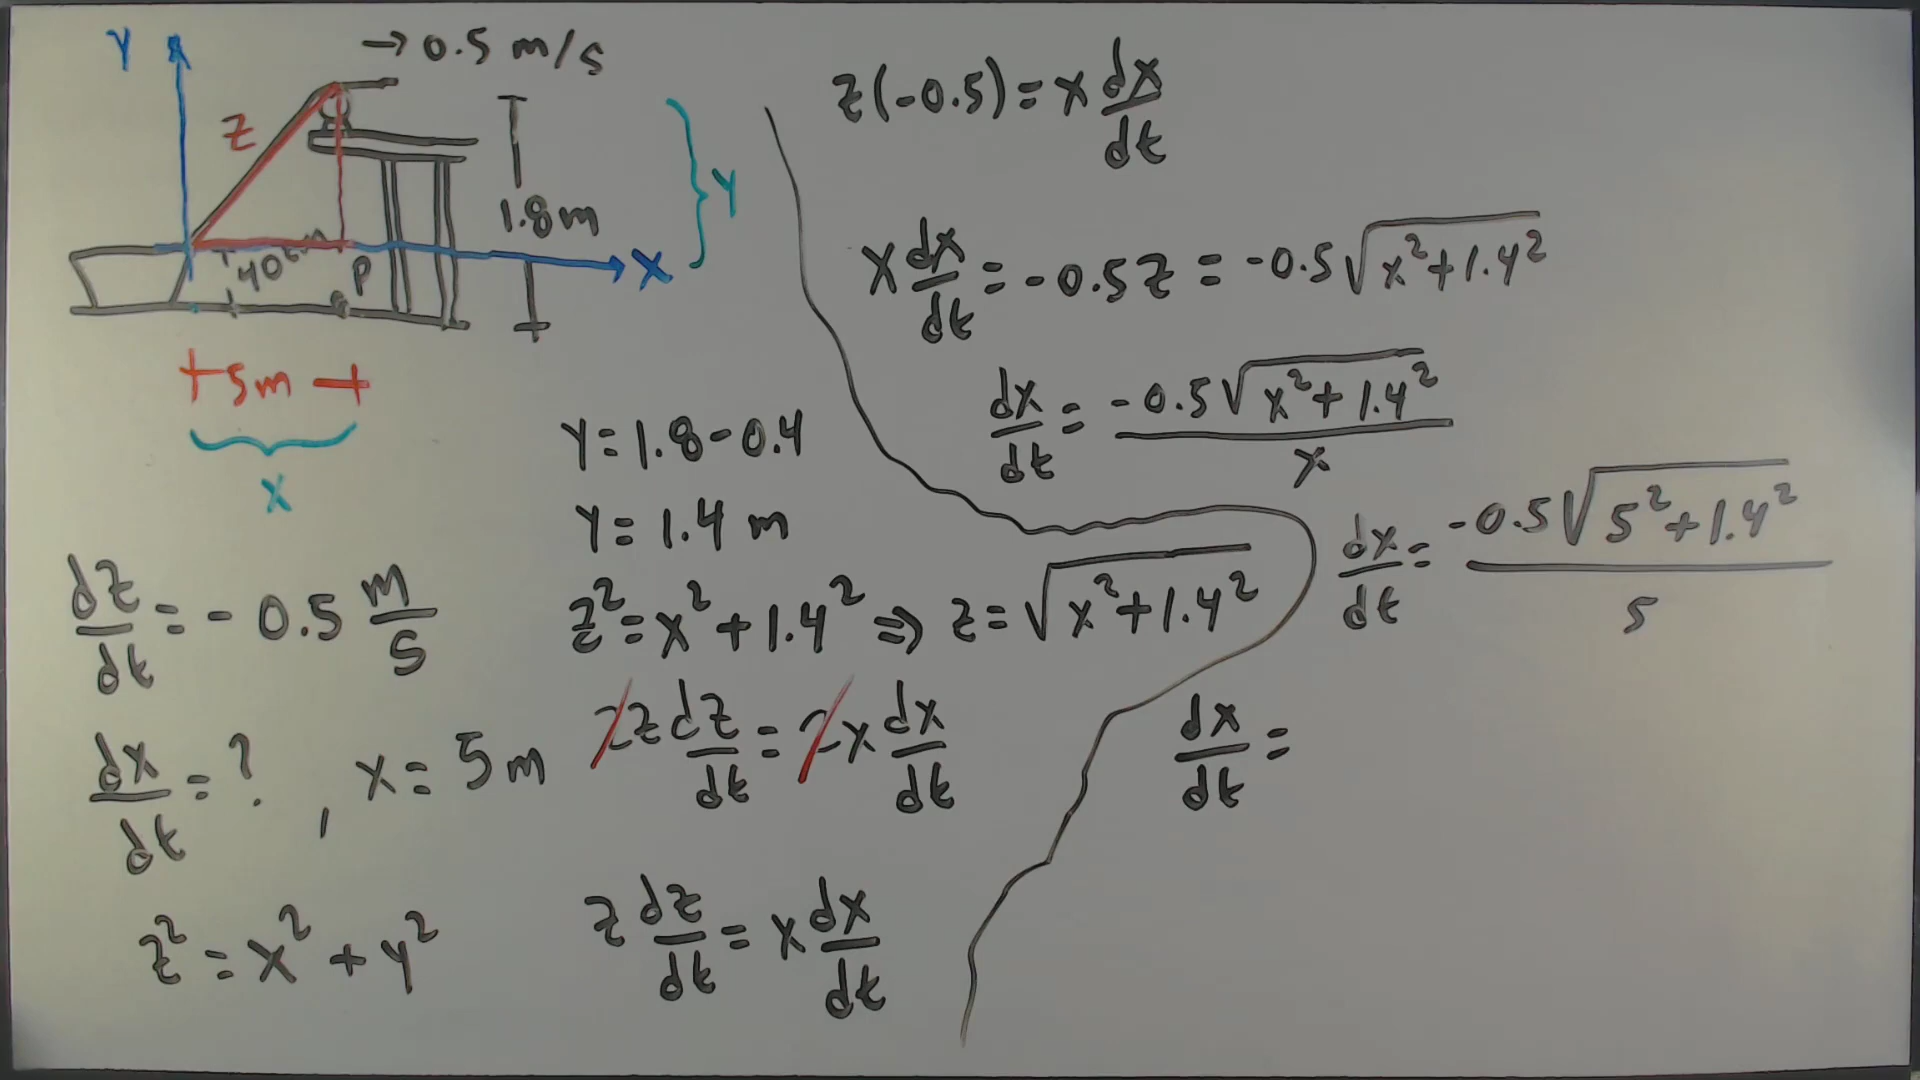 Y
→ 0.5 m/s
Z
1.8m
} Y
40cm
P
X
5m
X
dz/dt = - 0.5 m/s
dx/dt = ? , x = 5m
z² = x² + y²
Y = 1.8 - 0.4
Y = 1.4 m
z² = x² + 1.4² ⇒ z = √(x² + 1.4²)
2z dz/dt = 2x dx/dt
z dz/dt = x dx/dt
z(-0.5) = x dx/dt
x dx/dt = -0.5z = -0.5√(x² + 1.4²)
dx/dt = -0.5√(x² + 1.4²)/x
dx/dt = -0.5√(5² + 1.4²)/5
dx/dt =